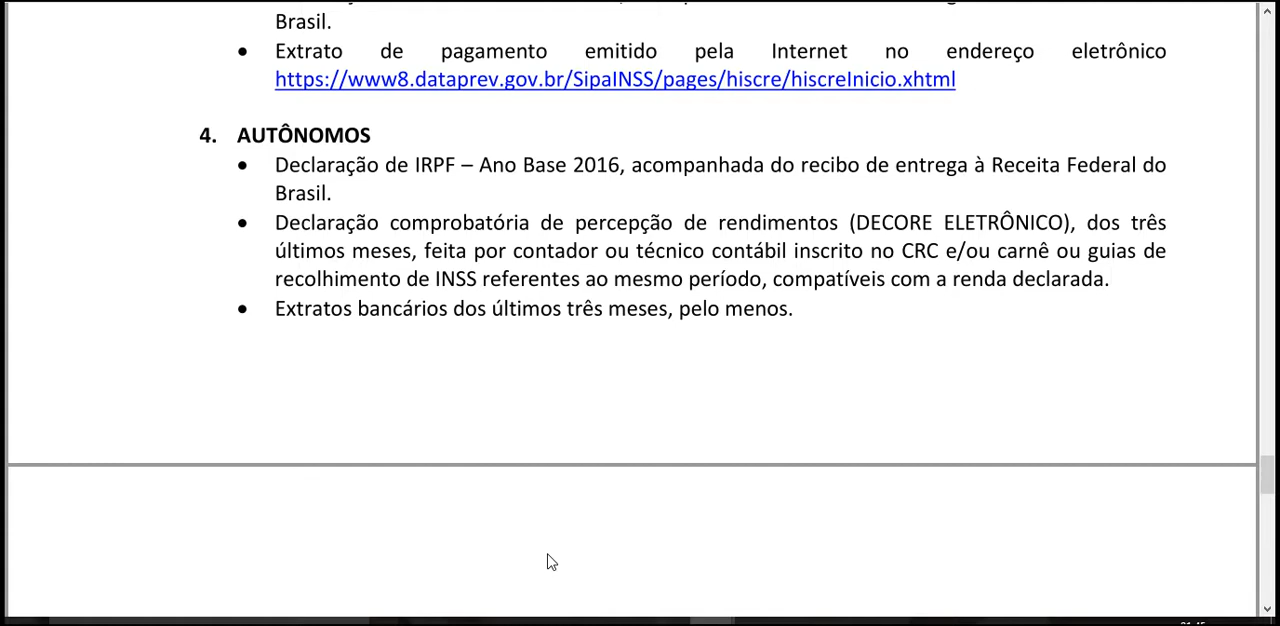 Brasil.
• Extrato de pagamento emitido pela Internet no endereço eletrônico
https://www8.dataprev.gov.br/SipaINSS/pages/hiscre/hiscreInicio.xhtml
4. AUTÔNOMOS
• Declaração de IRPF – Ano Base 2016, acompanhada do recibo de entrega à Receita Federal do
Brasil.
• Declaração comprobatória de percepção de rendimentos (DECORE ELETRÔNICO), dos três
últimos meses, feita por contador ou técnico contábil inscrito no CRC e/ou carnê ou guias de
recolhimento de INSS referentes ao mesmo período, compatíveis com a renda declarada.
• Extratos bancários dos últimos três meses, pelo menos.